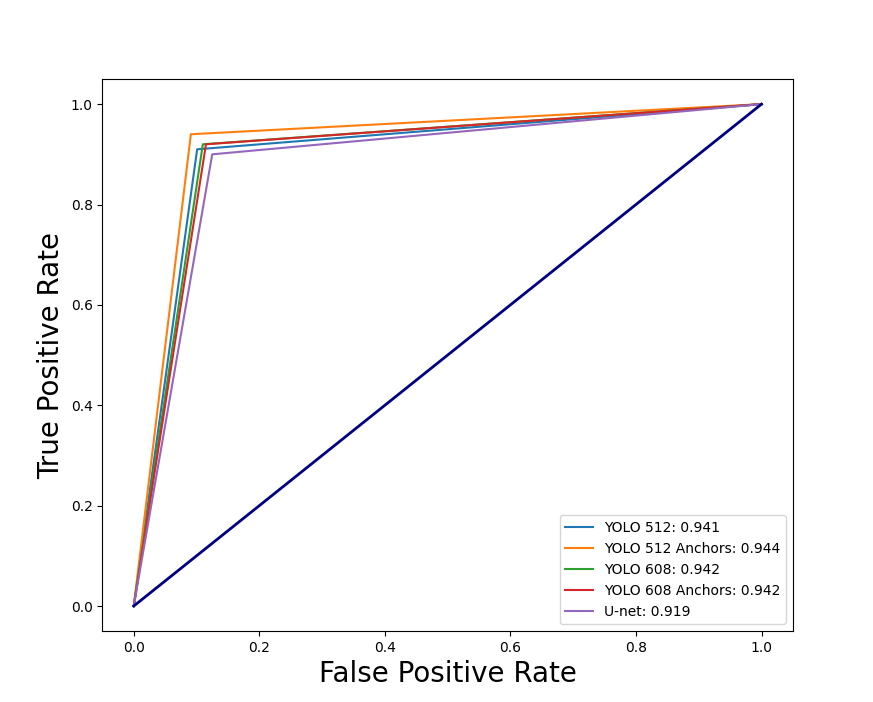 1.0
0.8
0.6
0.4
0.2
0.0
True Positive Rate
YOLO 512: 0.941
YOLO 512 Anchors: 0.944
YOLO 608: 0.942
YOLO 608 Anchors: 0.942
U-net: 0.919
0.0 0.2 0.4 0.6 0.8 1.0
False Positive Rate